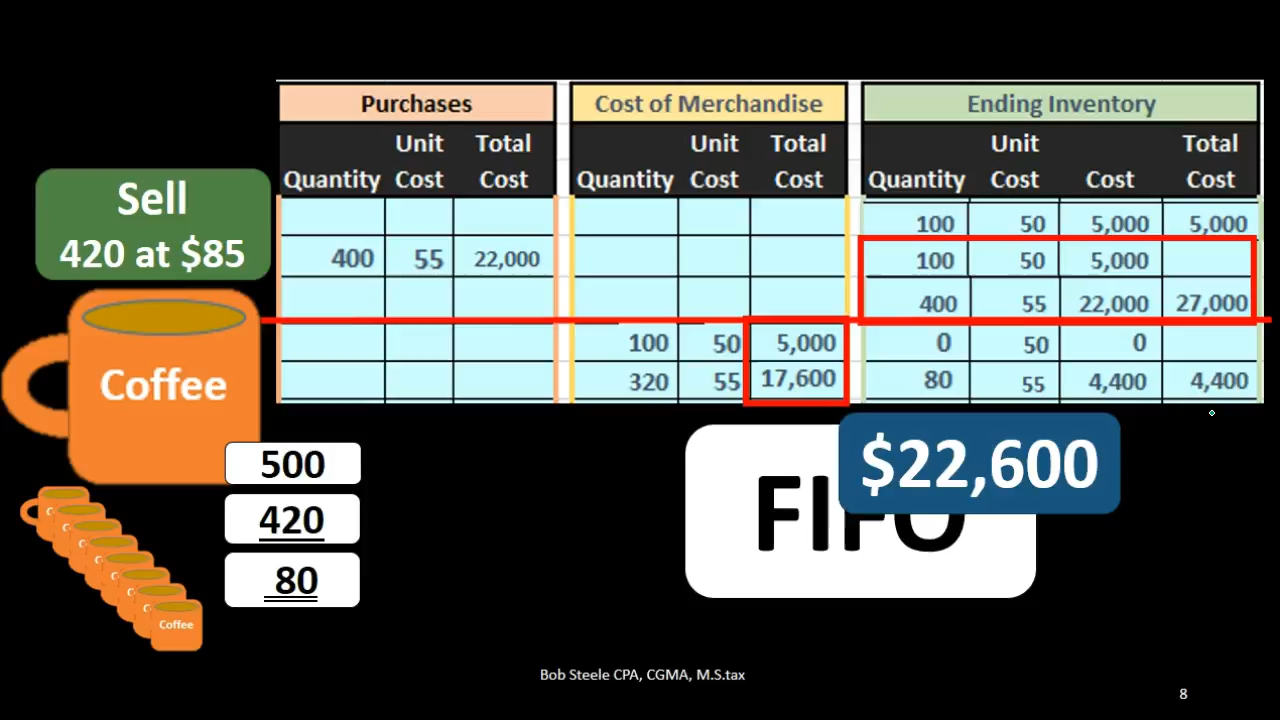 Purchases Cost of Merchandise Ending Inventory
Unit Total Unit Total Unit Total
Quantity Cost Cost Quantity Cost Cost Quantity Cost Cost Cost
100 50 5,000 5,000
400 55 22,000 100 50 5,000
400 55 22,000 27,000
100 50 5,000 0 50 0
320 55 17,600 80 55 4,400 4,400
Sell
420 at $85
Coffee
500
420
80
Coffee
$22,600
FIFO
Bob Steele CPA, CGMA, M.S.tax
8